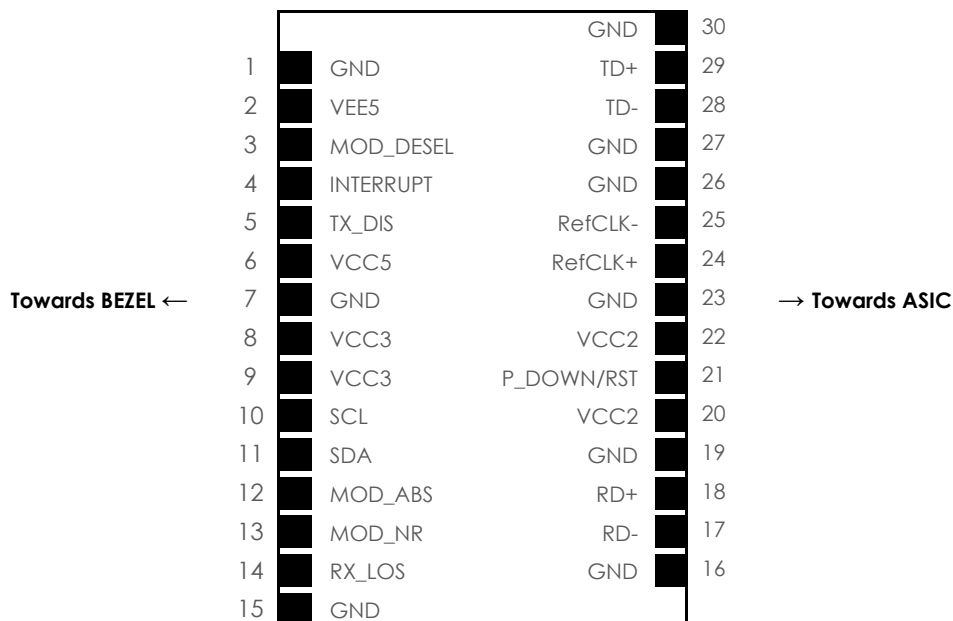 GND 30
1 GND TD+ 29
2 VEE5 TD- 28
3 MOD_DESEL GND 27
4 INTERRUPT GND 26
5 TX_DIS RefCLK- 25
6 VCC5 RefCLK+ 24
Towards BEZEL ← 7 GND GND 23 → Towards ASIC
8 VCC3 VCC2 22
9 VCC3 P_DOWN/RST 21
10 SCL VCC2 20
11 SDA GND 19
12 MOD_ABS RD+ 18
13 MOD_NR RD- 17
14 RX_LOS GND 16
15 GND